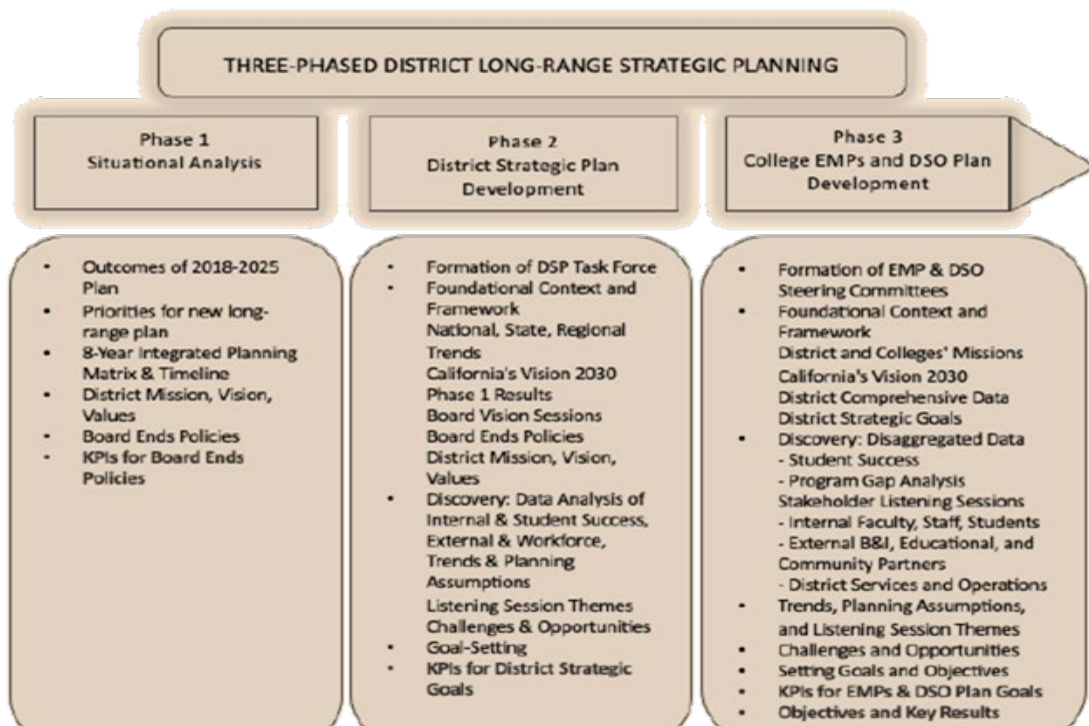 THREE-PHASED DISTRICT LONG-RANGE STRATEGIC PLANNING
Phase 1
Situational Analysis
Phase 2
District Strategic Plan
Development
Phase 3
College EMPs and DSO Plan
Development
• Outcomes of 2018-2025
Plan
• Priorities for new long-
range plan
• 8-Year Integrated Planning
Matrix & Timeline
• District Mission, Vision,
Values
• Board Ends Policies
• KPIs for Board Ends
Policies
• Formation of DSP Task Force
• Foundational Context and
Framework
National, State, Regional
Trends
California's Vision 2030
Phase 1 Results
Board Vision Sessions
Board Ends Policies
District Mission, Vision,
Values
• Discovery: Data Analysis of
Internal & Student Success,
External & Workforce,
Trends & Planning
Assumptions
Listening Session Themes
Challenges & Opportunities
• Goal-Setting
• KPIs for District Strategic
Goals
• Formation of EMP & DSO
Steering Committees
• Foundational Context and
Framework
District and Colleges' Missions
California's Vision 2030
District Comprehensive Data
District Strategic Goals
• Discovery: Disaggregated Data
- Student Success
- Program Gap Analysis
Stakeholder Listening Sessions
- Internal Faculty, Staff, Students
- External B&I, Educational, and
Community Partners
- District Services and Operations
• Trends, Planning Assumptions,
and Listening Session Themes
• Challenges and Opportunities
• Setting Goals and Objectives
• KPIs for EMPs & DSO Plan Goals
• Objectives and Key Results